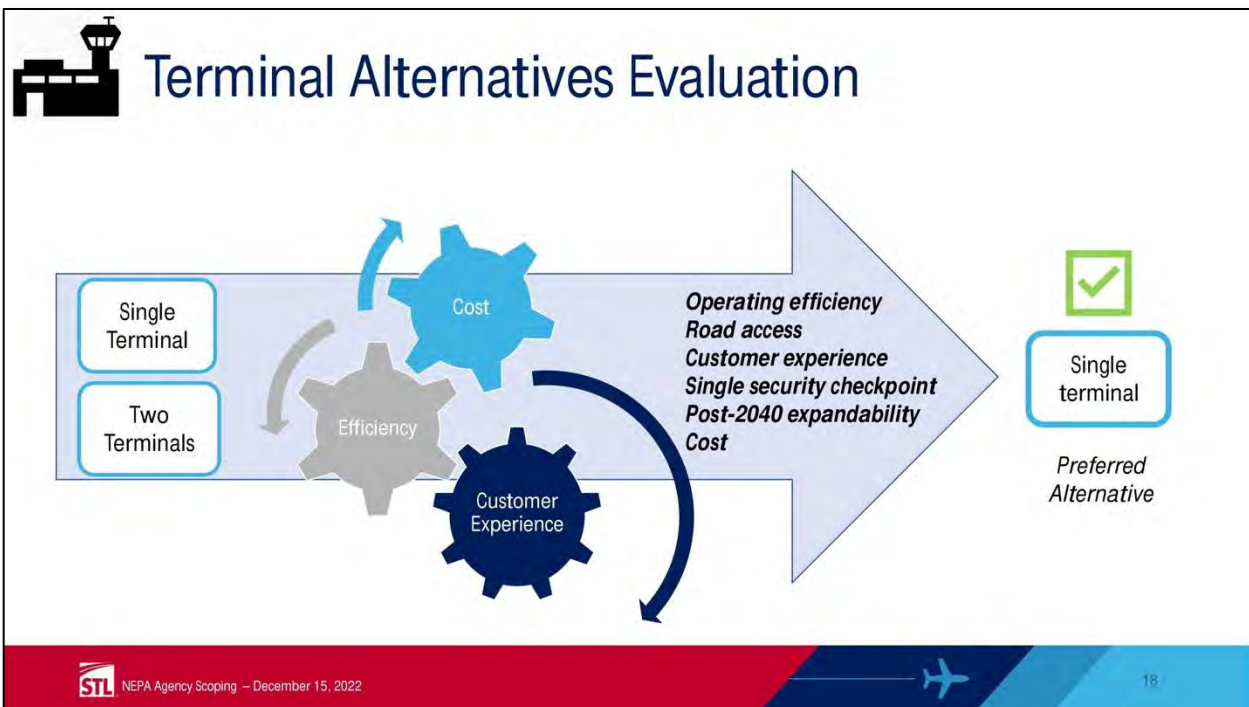 Terminal Alternatives Evaluation
Single
Terminal
Two
Terminals
Cost
Efficiency
Customer
Experience
Operating efficiency
Road access
Customer experience
Single security checkpoint
Post-2040 expandability
Cost
Single
terminal
Preferred
Alternative
STL NEPA Agency Scoping – December 15, 2022
18